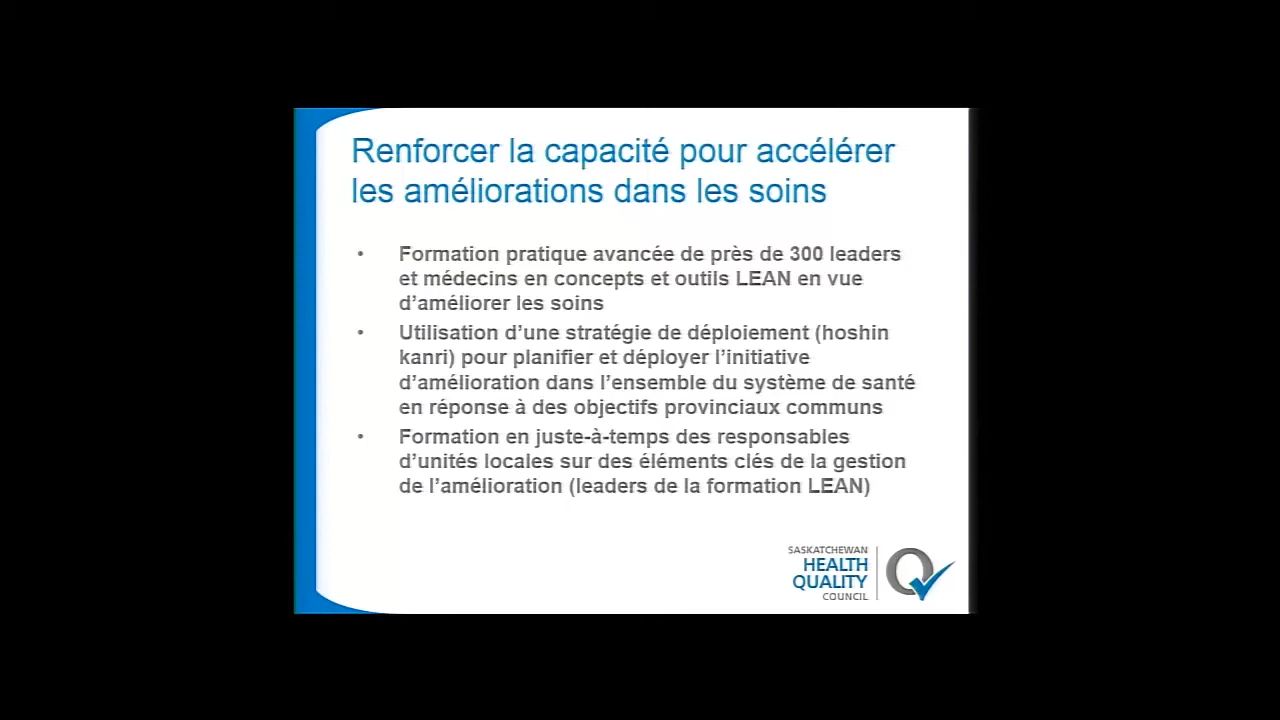 Renforcer la capacité pour accélérer
les améliorations dans les soins
• Formation pratique avancée de près de 300 leaders
et médecins en concepts et outils LEAN en vue
d’améliorer les soins
• Utilisation d’une stratégie de déploiement (hoshin
kanri) pour planifier et déployer l’initiative
d’amélioration dans l’ensemble du système de santé
en réponse à des objectifs provinciaux communs
• Formation en juste-à-temps des responsables
d’unités locales sur des éléments clés de la gestion
de l’amélioration (leaders de la formation LEAN)
SASKATCHEWAN
HEALTH
QUALITY
COUNCIL